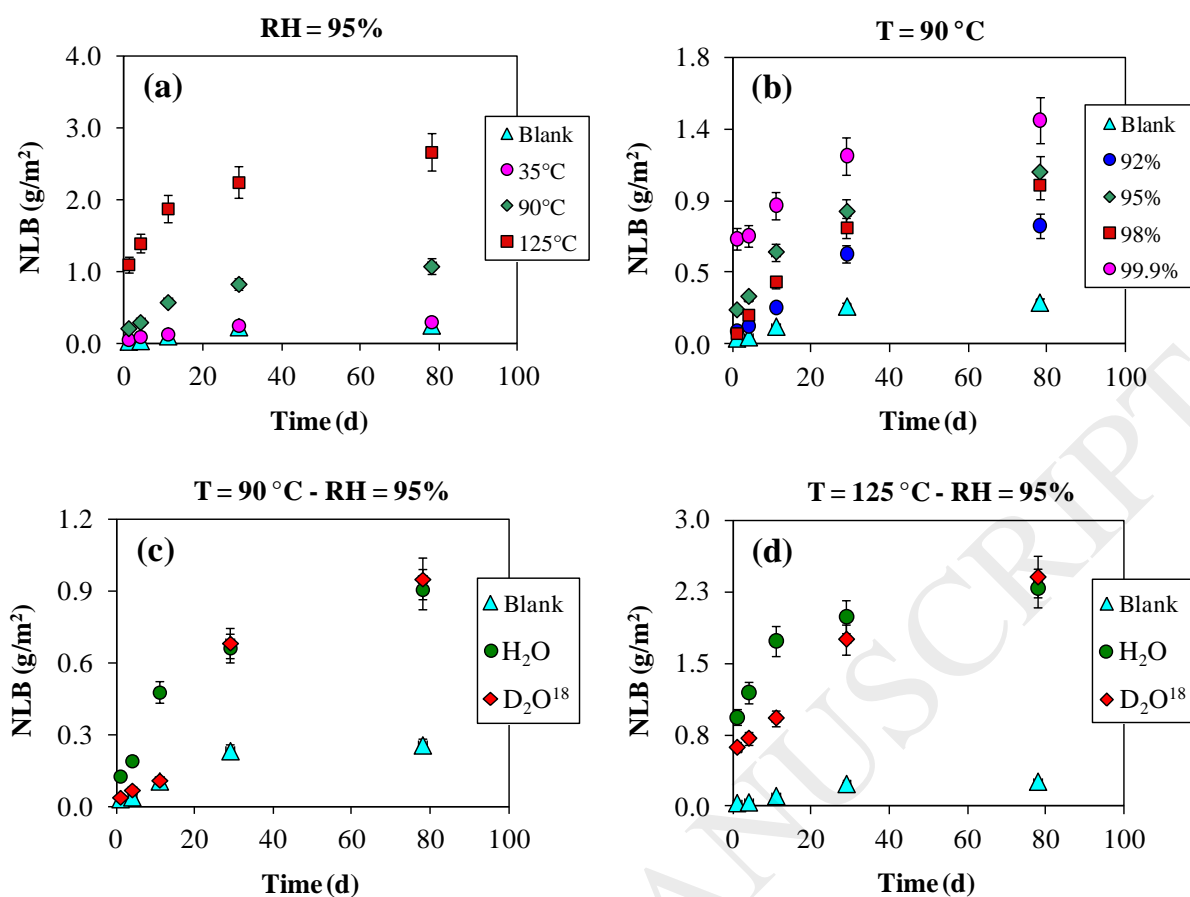 RH = 95%
(a)
NLB (g/m²)
4.0
3.0
2.0
1.0
0.0
0 20 40 60 80 100
Time (d)
Blank
35°C
90°C
125°C
T = 90 °C
(b)
NLB (g/m²)
1.8
1.4
0.9
0.5
0.0
0 20 40 60 80 100
Time (d)
Blank
92%
95%
98%
99.9%
T = 90 °C - RH = 95%
(c)
NLB (g/m²)
1.2
0.9
0.6
0.3
0.0
0 20 40 60 80 100
Time (d)
Blank
H₂O
D₂O¹⁸
T = 125 °C - RH = 95%
(d)
NLB (g/m²)
3.0
2.3
1.5
0.8
0.0
0 20 40 60 80 100
Time (d)
Blank
H₂O
D₂O¹⁸
ANUSCRIPT